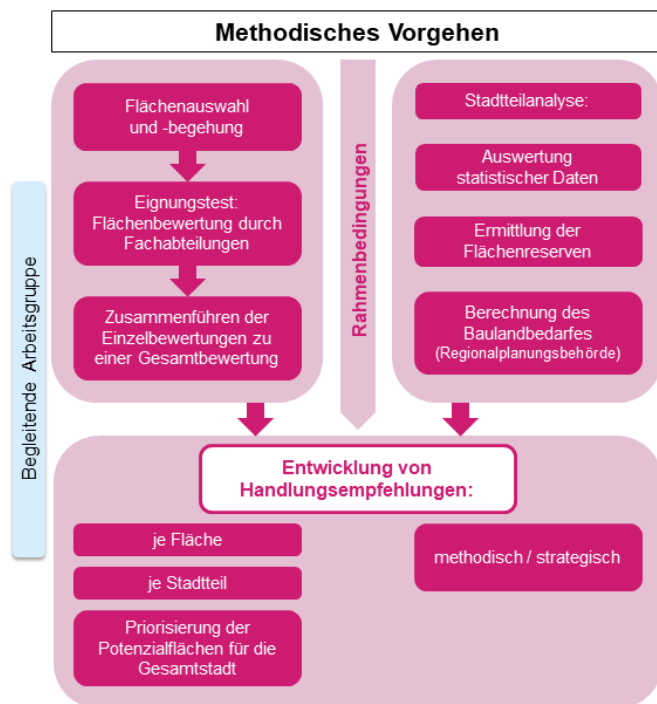 Methodisches Vorgehen
Begleitende Arbeitsgruppe
Flächenauswahl
und -begehung
Eignungstest:
Flächenbewertung durch
Fachabteilungen
Zusammenführen der
Einzelbewertungen zu
einer Gesamtbewertung
Rahmenbedingungen
Stadtteilanalyse:
Auswertung
statistischer Daten
Ermittlung der
Flächenreserven
Berechnung des
Baulandbedarfes
(Regionalplanungsbehörde)
Entwicklung von
Handlungsempfehlungen:
je Fläche
je Stadtteil
Priorisierung der
Potenzialflächen für die
Gesamtstadt
methodisch / strategisch